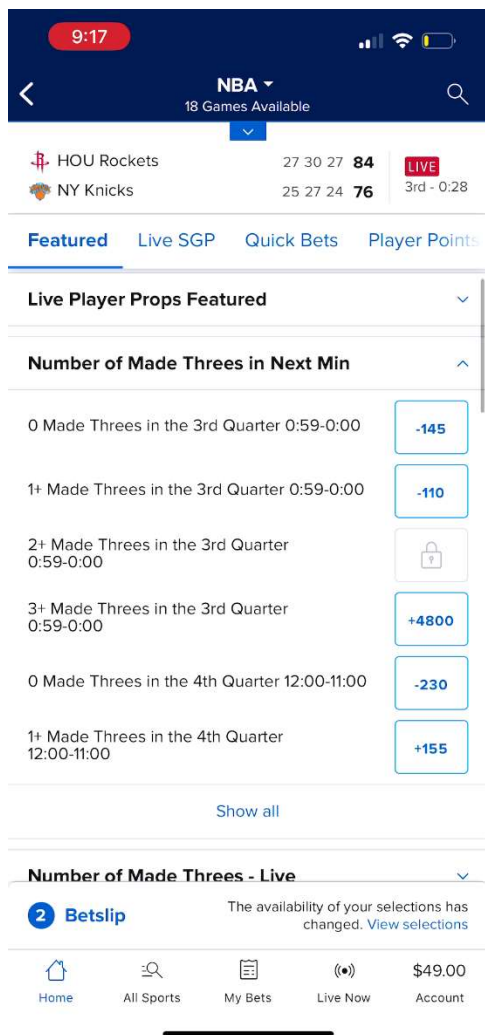 9:17
NBA
18 Games Available
HOU Rockets 27 30 27 84 LIVE
NY Knicks 25 27 24 76 3rd - 0:28
Featured Live SGP Quick Bets Player Points
Live Player Props Featured
Number of Made Threes in Next Min
0 Made Threes in the 3rd Quarter 0:59-0:00 -145
1+ Made Threes in the 3rd Quarter 0:59-0:00 -110
2+ Made Threes in the 3rd Quarter
0:59-0:00
3+ Made Threes in the 3rd Quarter
0:59-0:00 +4800
0 Made Threes in the 4th Quarter 12:00-11:00 -230
1+ Made Threes in the 4th Quarter
12:00-11:00 +155
Show all
Number of Made Threes - Live
2 Betslip
The availability of your selections has
changed. View selections
Home All Sports My Bets Live Now $49.00 Account